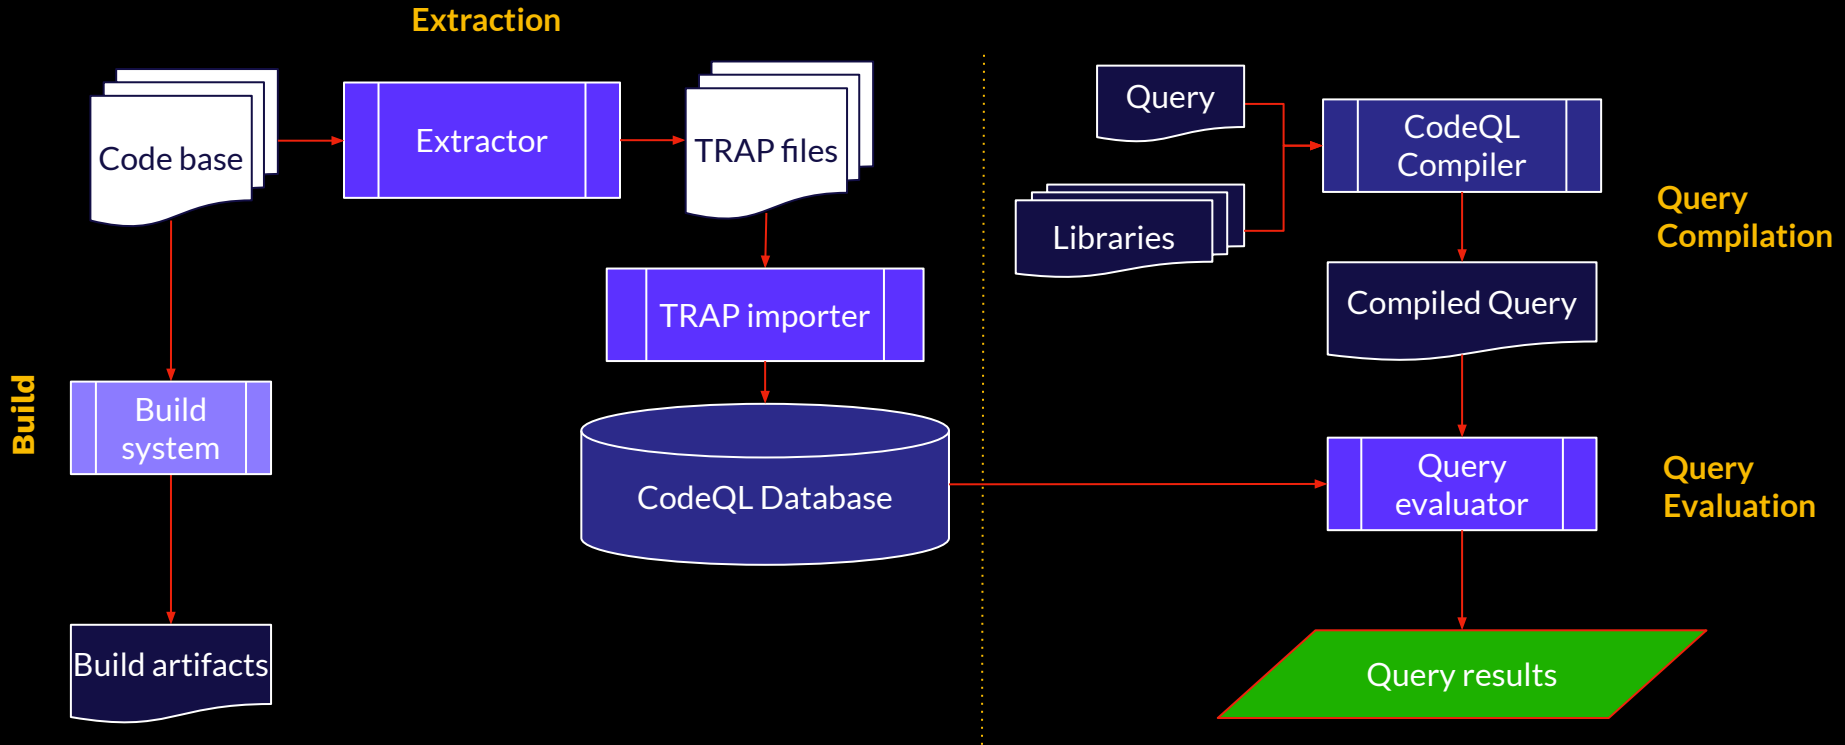 Extraction
Code base
Extractor
TRAP files
TRAP importer
CodeQL Database
Build
Build
system
Build artifacts
Query
Libraries
CodeQL
Compiler
Query
Compilation
Compiled Query
Query
evaluator
Query
Evaluation
Query results